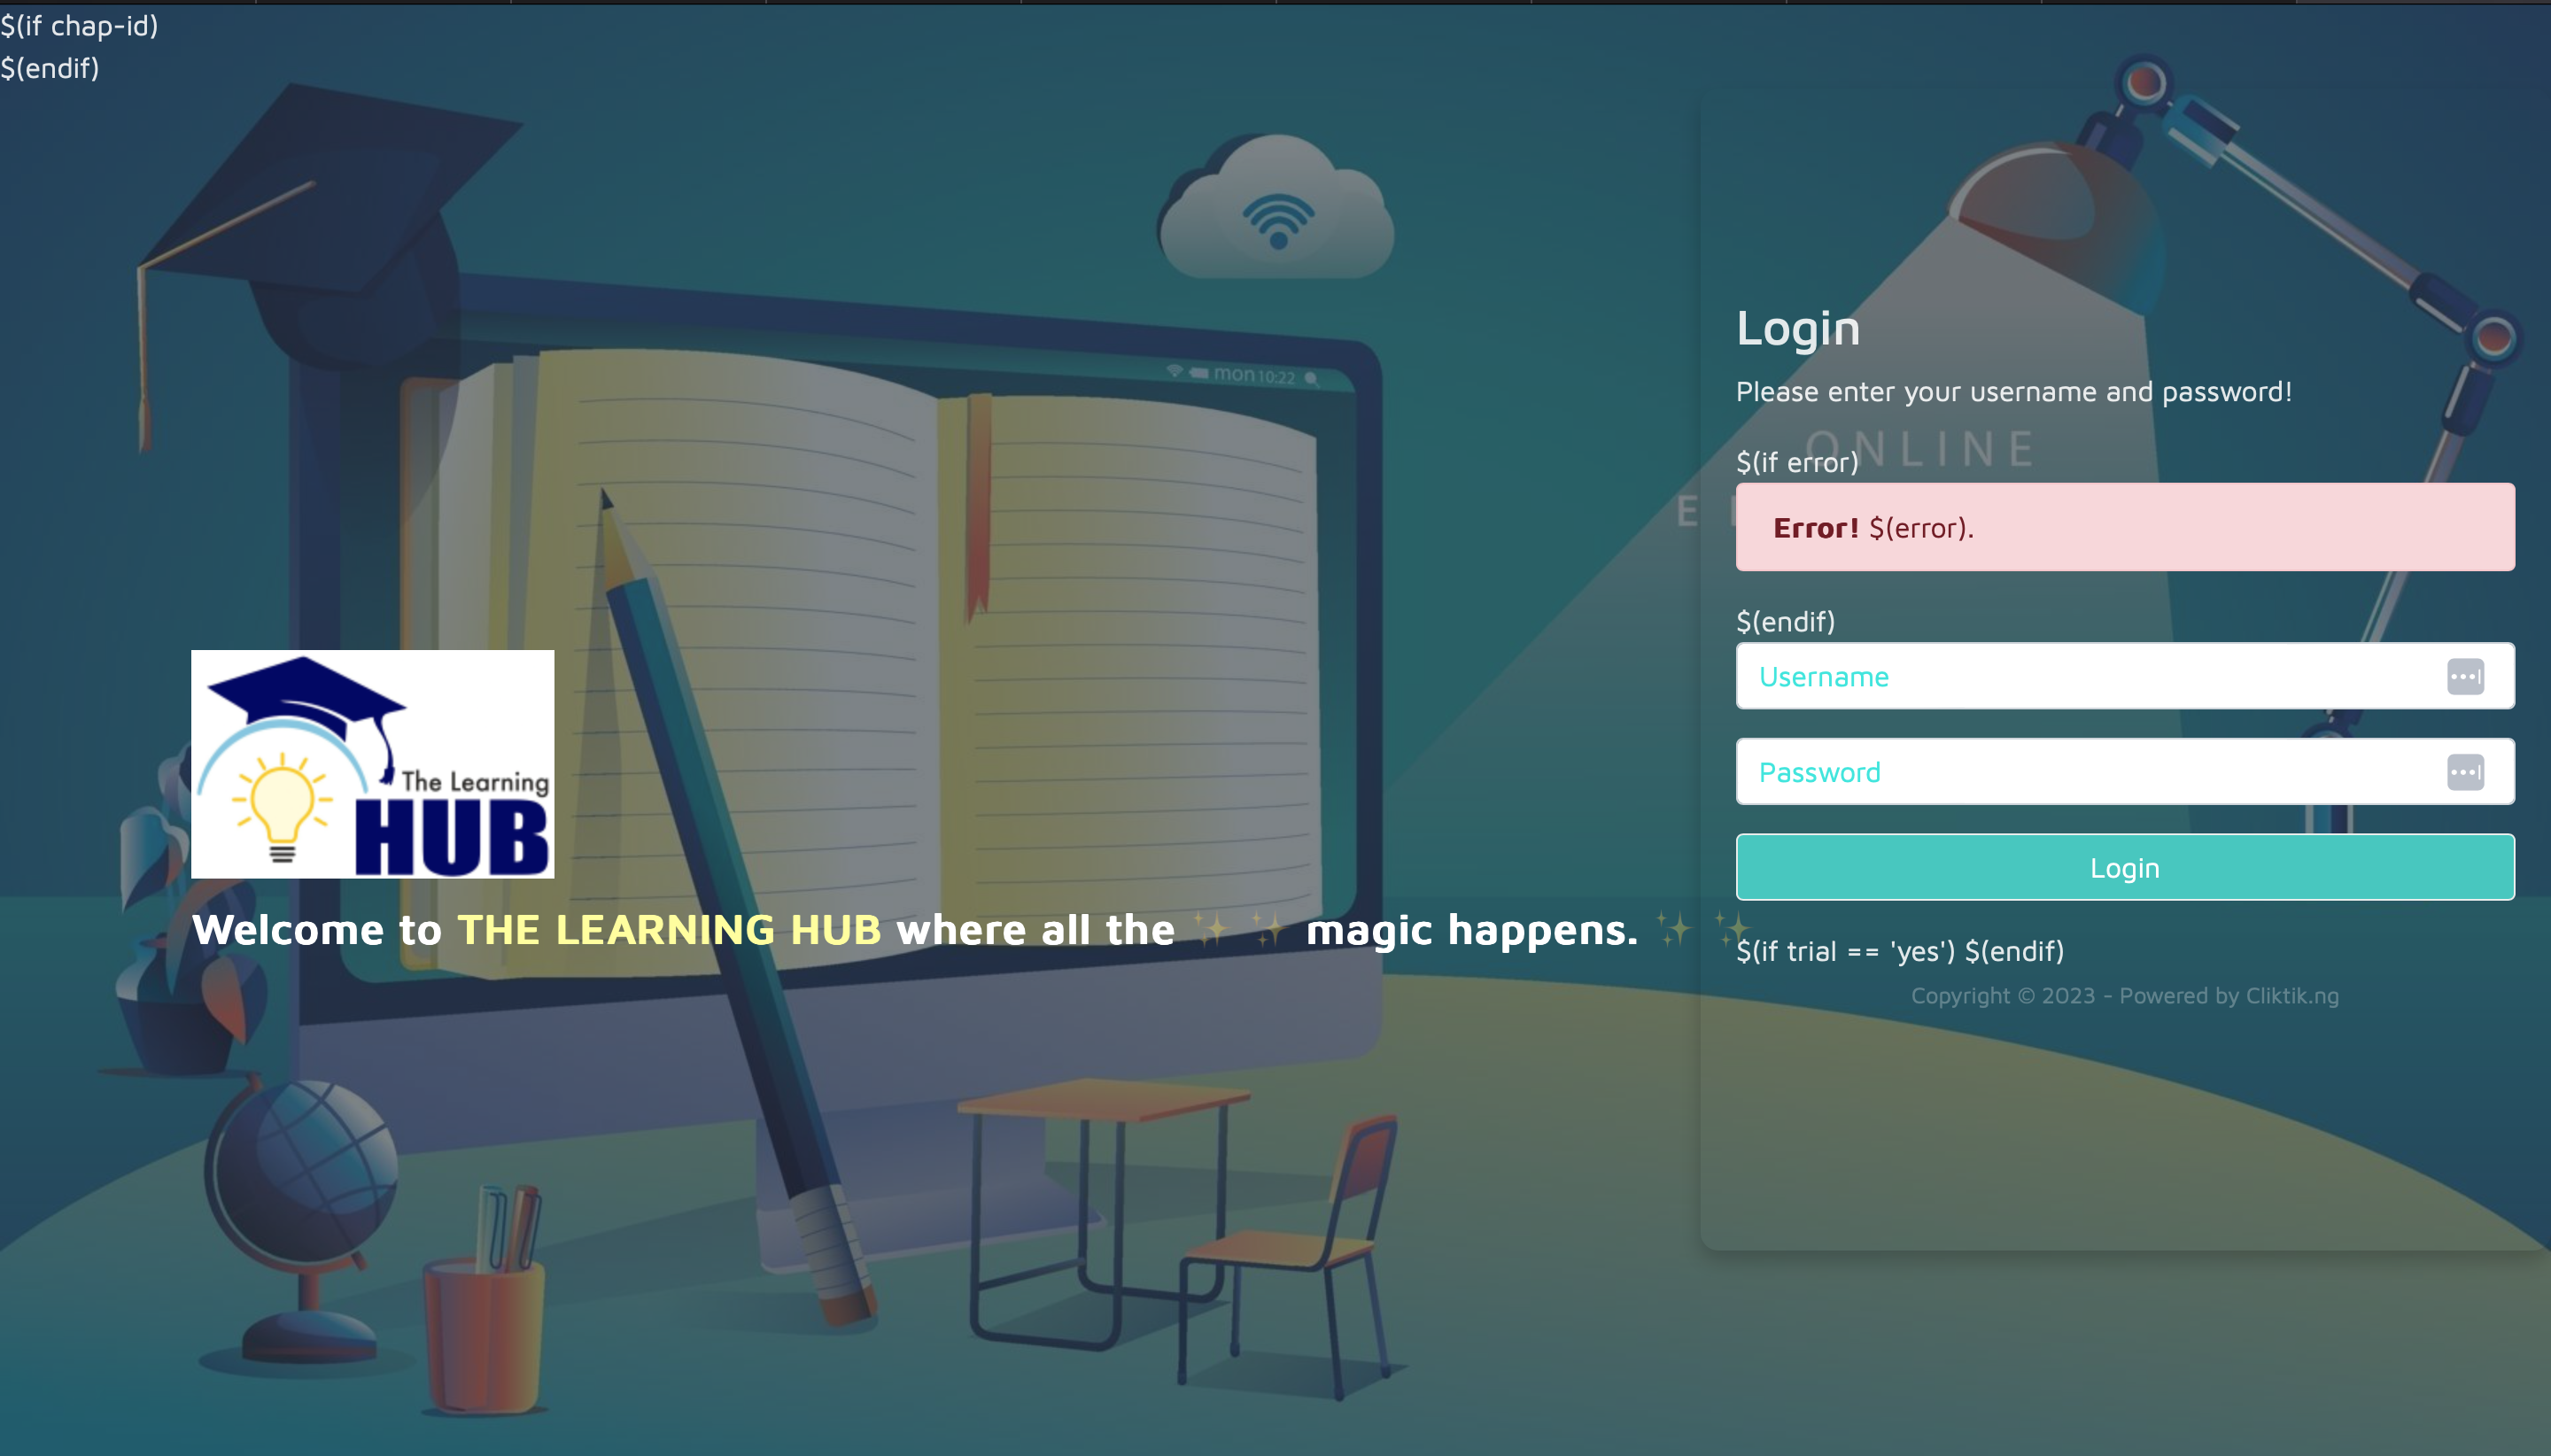 $(if chap-id)
$(endif)
mon 10:22
Login
Please enter your username and password!
ONLINE
$(if error)
E
Error! $(error).
$(endif)
Username
Password
Login
The Learning
HUB
Welcome to THE LEARNING HUB where all the ✨ ✨ magic happens. ✨ ✨
$(if trial == 'yes') $(endif)
Copyright © 2023 - Powered by Cliktik.ng